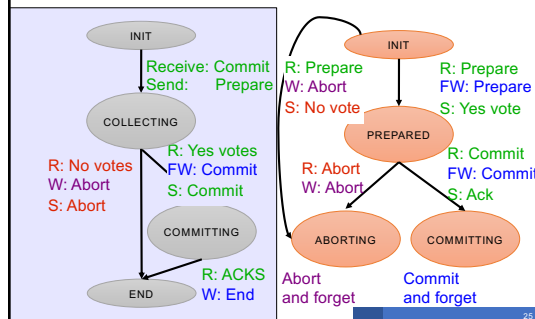 INIT
Receive: Commit
Send: Prepare
COLLECTING
R: No votes
W: Abort
S: Abort
R: Yes votes
FW: Commit
S: Commit
COMMITTING
R: ACKS
W: End
END
INIT
R: Prepare
W: Abort
S: No vote
R: Prepare
FW: Prepare
S: Yes vote
PREPARED
R: Abort
W: Abort
R: Commit
FW: Commit
S: Ack
ABORTING
COMMITTING
Abort
and forget
Commit
and forget
25